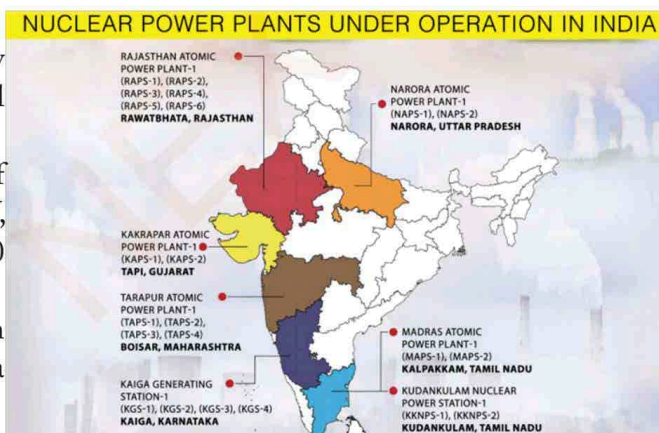 NUCLEAR POWER PLANTS UNDER OPERATION IN INDIA
RAJASTHAN ATOMIC
POWER PLANT-1
(RAPS-1), (RAPS-2),
(RAPS-3), (RAPS-4),
(RAPS-5), (RAPS-6)
RAWATBHATA, RAJASTHAN
NARORA ATOMIC
POWER PLANT-1
(NAPS-1), (NAPS-2)
NARORA, UTTAR PRADESH
KAKRAPAR ATOMIC
POWER PLANT-1
(KAPS-1), (KAPS-2)
TAPI, GUJARAT
TARAPUR ATOMIC
POWER PLANT-1
(TAPS-1), (TAPS-2),
(TAPS-3), (TAPS-4)
BOISAR, MAHARASHTRA
MADRAS ATOMIC
POWER PLANT-1
(MAPS-1), (MAPS-2)
KALPAKKAM, TAMIL NADU
KAIGA GENERATING
STATION-1
(KGS-1), (KGS-2), (KGS-3), (KGS-4)
KAIGA, KARNATAKA
KUDANKULAM NUCLEAR
POWER STATION-1
(KKNPS-1), (KKNPS-2)
KUDANKULAM, TAMIL NADU